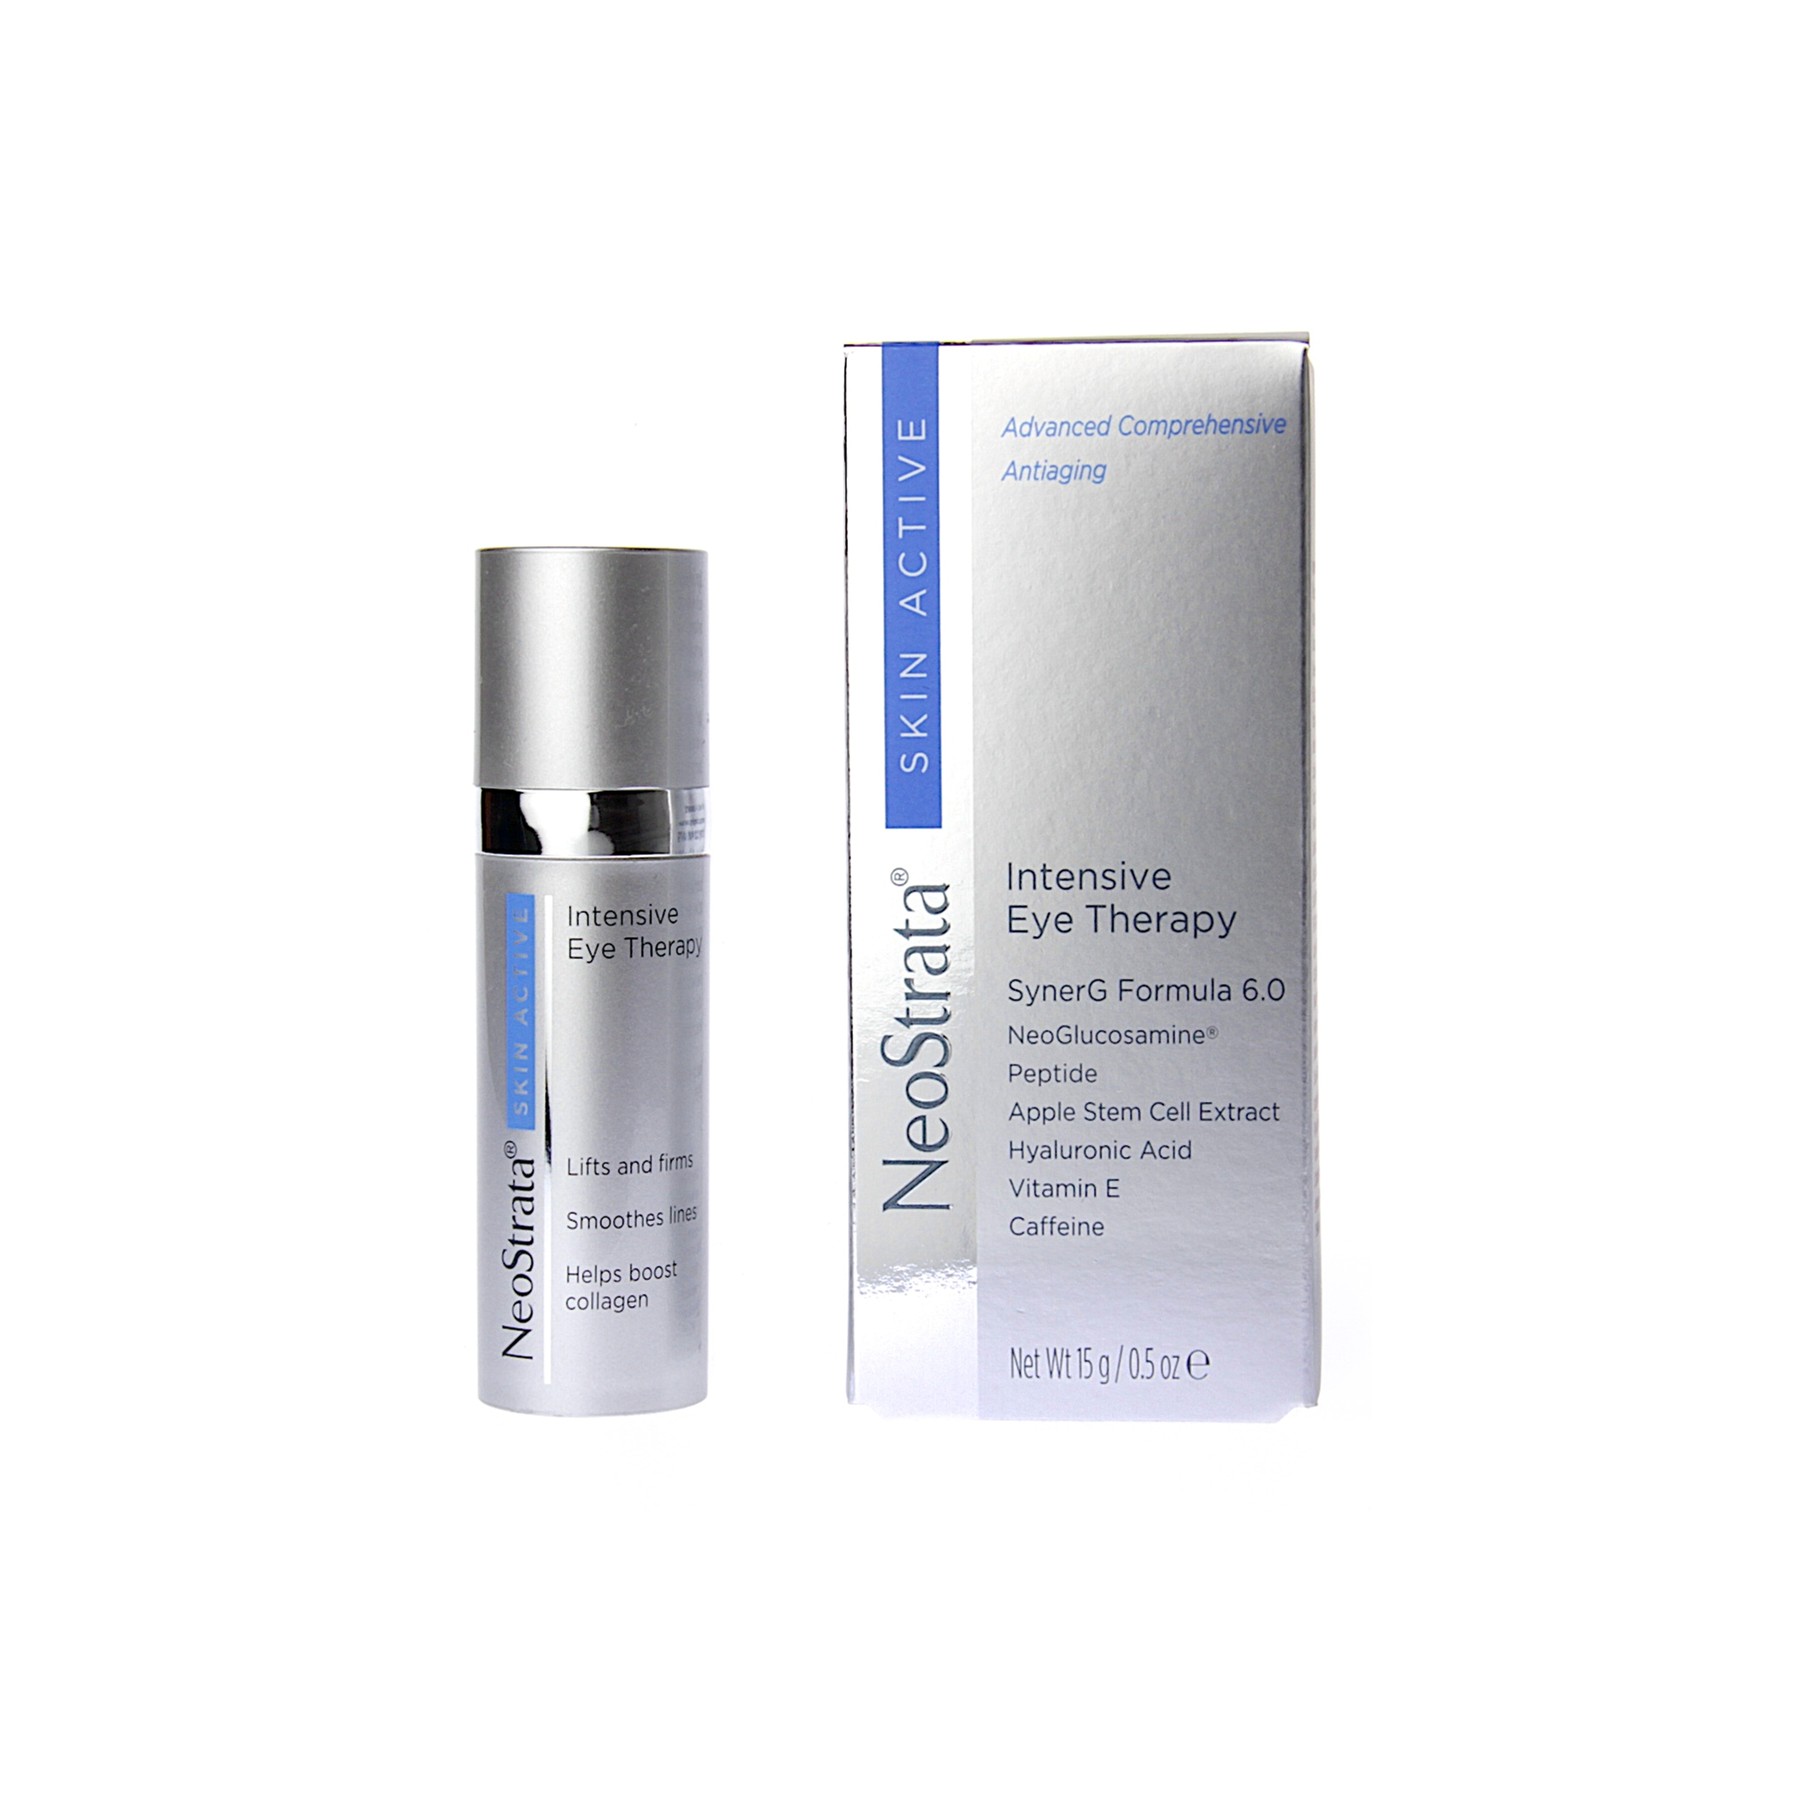 SKIN ACTIVE
NeoStrata®
Intensive
Eye Therapy
Lifts and firms
Smoothes lines
Helps boost
collagen
SKIN ACTIVE
NeoStrata®
Advanced Comprehensive
Antiaging
Intensive
Eye Therapy
SynerG Formula 6.0
NeoGlucosamine®
Peptide
Apple Stem Cell Extract
Hyaluronic Acid
Vitamin E
Caffeine
Net Wt 15 g / 0.5 oz ℮